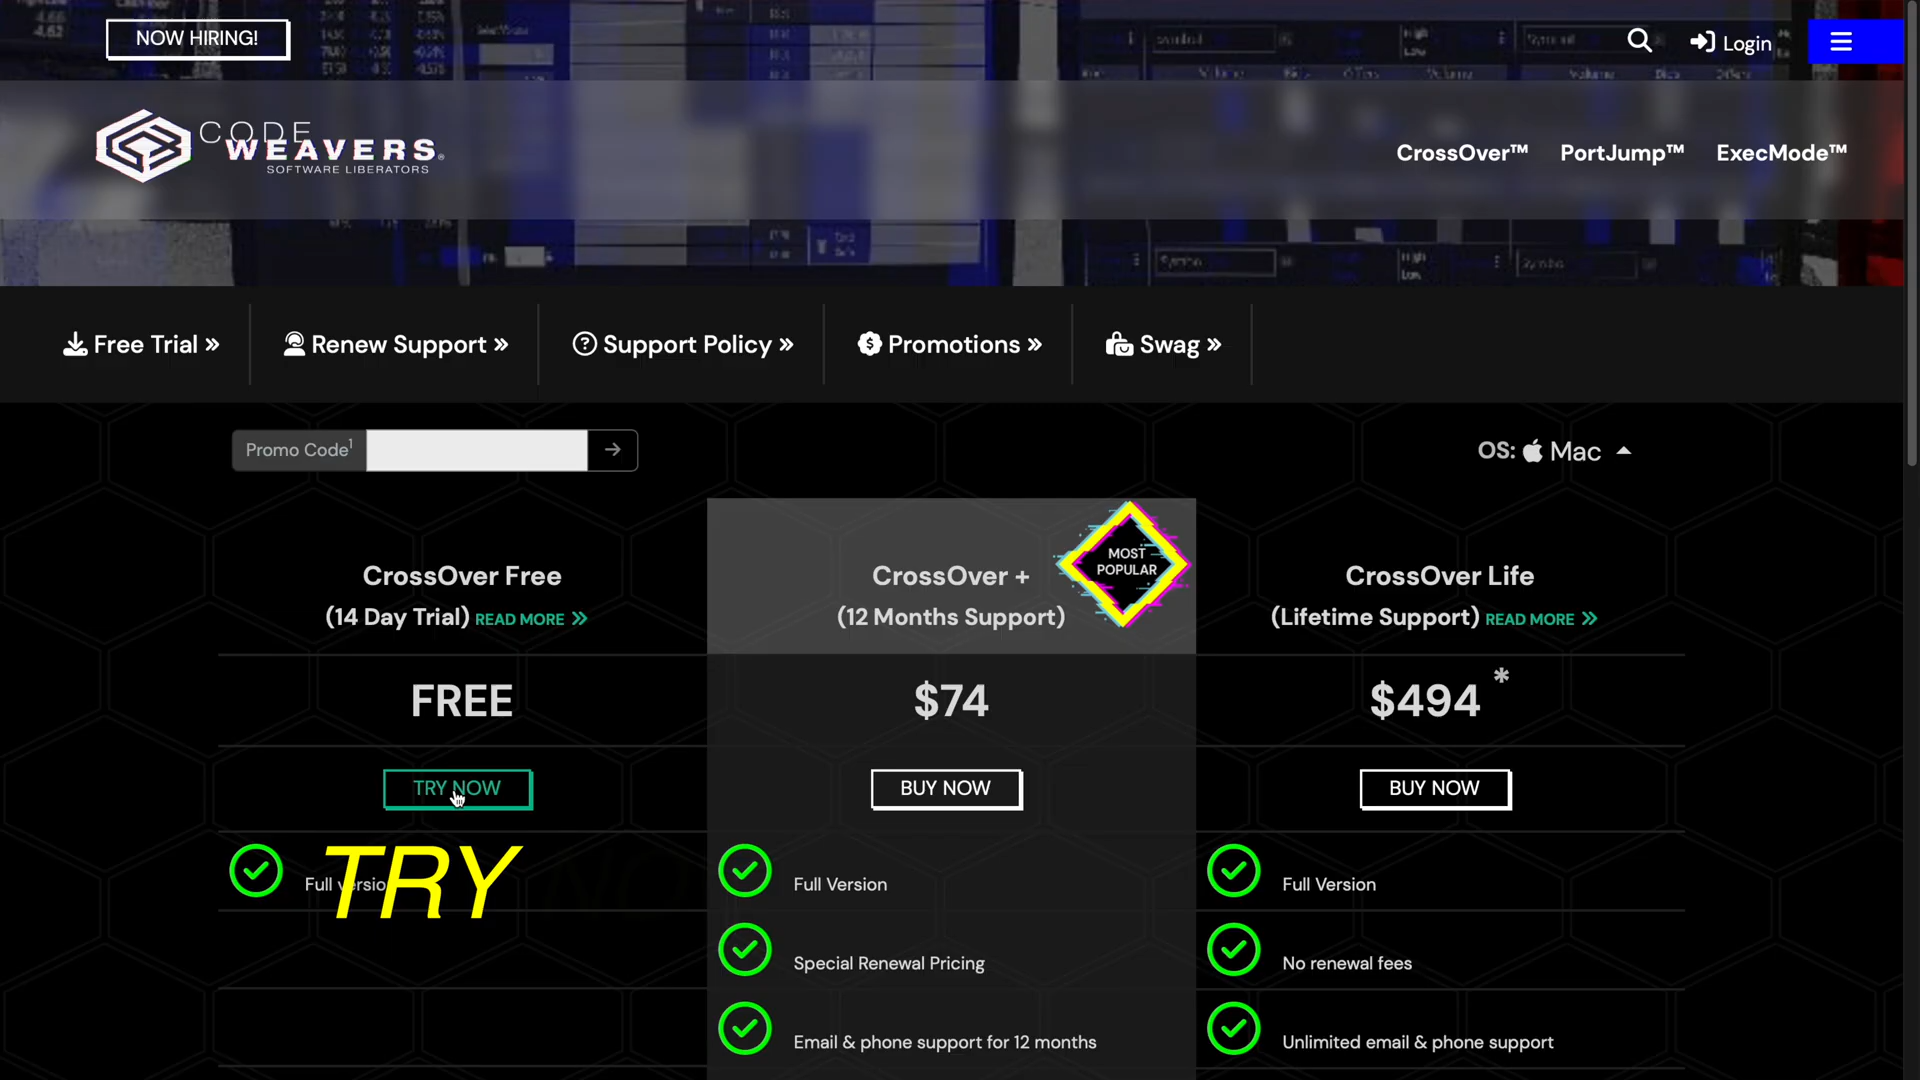 NOW HIRING!
Login
CODE
WEAVERS®
SOFTWARE LIBERATORS
CrossOver™
PortJump™
ExecMode™
Free Trial »
Renew Support »
Support Policy »
Promotions »
Swag »
Promo Code¹
OS: Mac
MOST
POPULAR
CrossOver Free
(14 Day Trial) READ MORE »
CrossOver +
(12 Months Support)
CrossOver Life
(Lifetime Support) READ MORE »
FREE
$74
$494 *
TRY NOW
BUY NOW
BUY NOW
Full version
TRY
Full Version
Full Version
Special Renewal Pricing
No renewal fees
Email & phone support for 12 months
Unlimited email & phone support